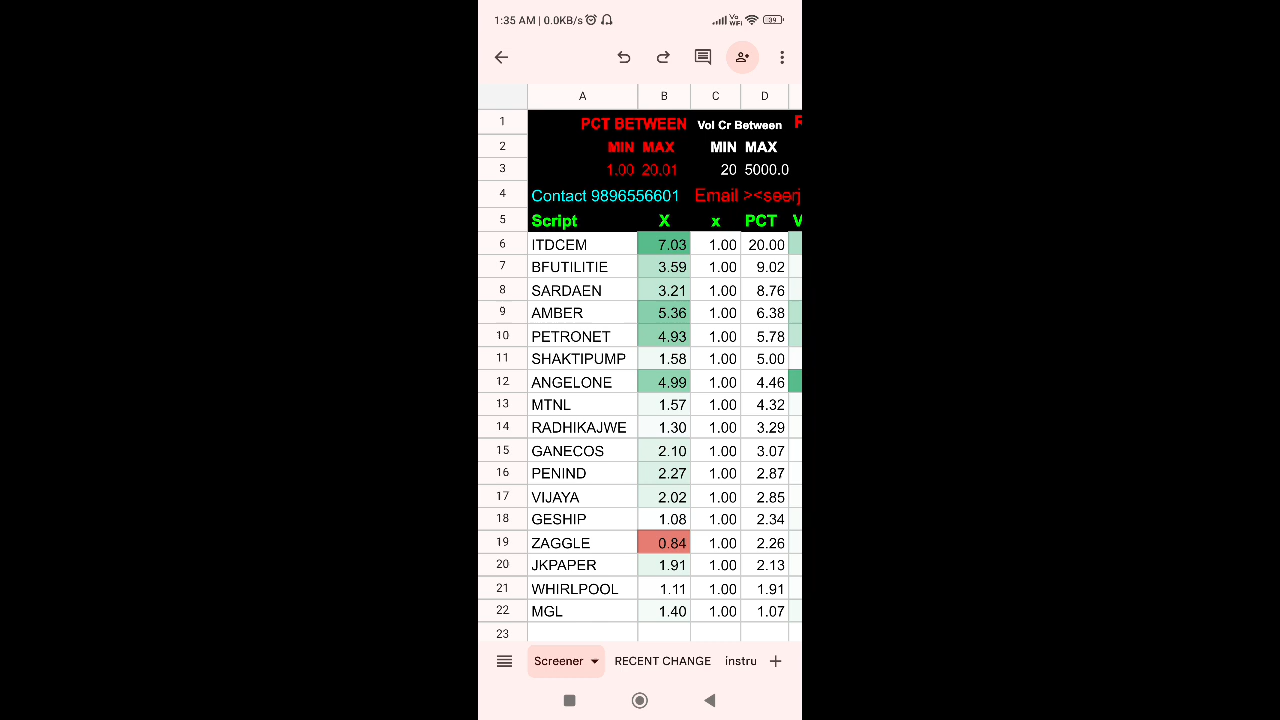 1:35 AM | 0.0KB/s Vo WiFi 39
A B C D
1 PCT BETWEEN Vol Cr Between
2 MIN MAX MIN MAX
3 1.00 20.01 20 5000.0
4 Contact 9896556601 Email ><seerj
5 Script X x PCT V
6 ITDCEM 7.03 1.00 20.00
7 BFUTILITIE 3.59 1.00 9.02
8 SARDAEN 3.21 1.00 8.76
9 AMBER 5.36 1.00 6.38
10 PETRONET 4.93 1.00 5.78
11 SHAKTIPUMP 1.58 1.00 5.00
12 ANGELONE 4.99 1.00 4.46
13 MTNL 1.57 1.00 4.32
14 RADHIKAJWE 1.30 1.00 3.29
15 GANECOS 2.10 1.00 3.07
16 PENIND 2.27 1.00 2.87
17 VIJAYA 2.02 1.00 2.85
18 GESHIP 1.08 1.00 2.34
19 ZAGGLE 0.84 1.00 2.26
20 JKPAPER 1.91 1.00 2.13
21 WHIRLPOOL 1.11 1.00 1.91
22 MGL 1.40 1.00 1.07
23
Screener RECENT CHANGE instru